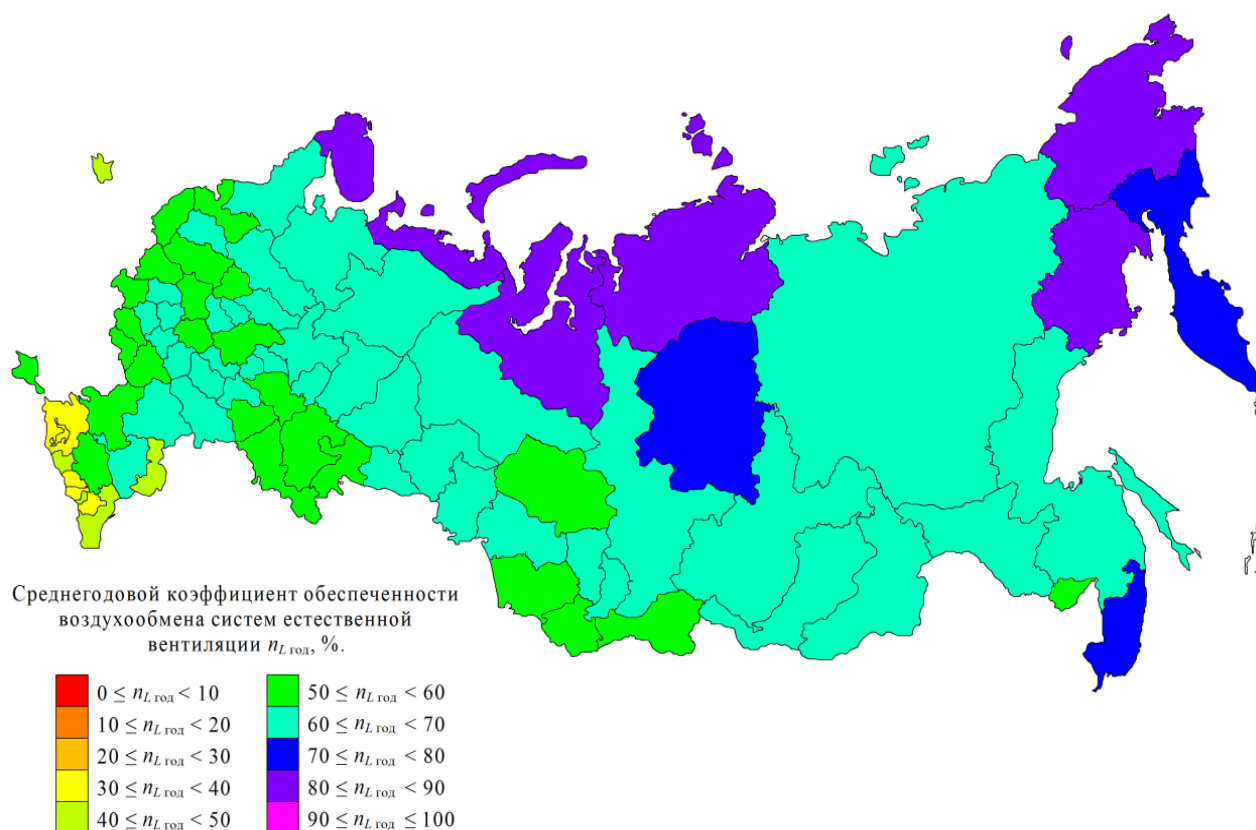 Среднегодовой коэффициент обеспеченности
воздухообмена систем естественной
вентиляции n_L год, %.
0 ≤ n_L год < 10
10 ≤ n_L год < 20
20 ≤ n_L год < 30
30 ≤ n_L год < 40
40 ≤ n_L год < 50
50 ≤ n_L год < 60
60 ≤ n_L год < 70
70 ≤ n_L год < 80
80 ≤ n_L год < 90
90 ≤ n_L год ≤ 100